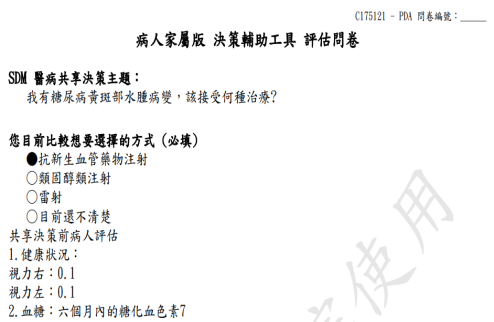 C175121 - PDA 問卷編號：_____
病人家屬版 決策輔助工具 評估問卷
SDM 醫病共享決策主題：
我有糖尿病黃斑部水腫病變，該接受何種治療?
您目前比較想要選擇的方式 (必填)
●抗新生血管藥物注射
○類固醇類注射
○雷射
○目前還不清楚
共享決策前病人評估
1.健康狀況：
視力右：0.1
視力左：0.1
2.血糖：六個月內的糖化血色素7
使用